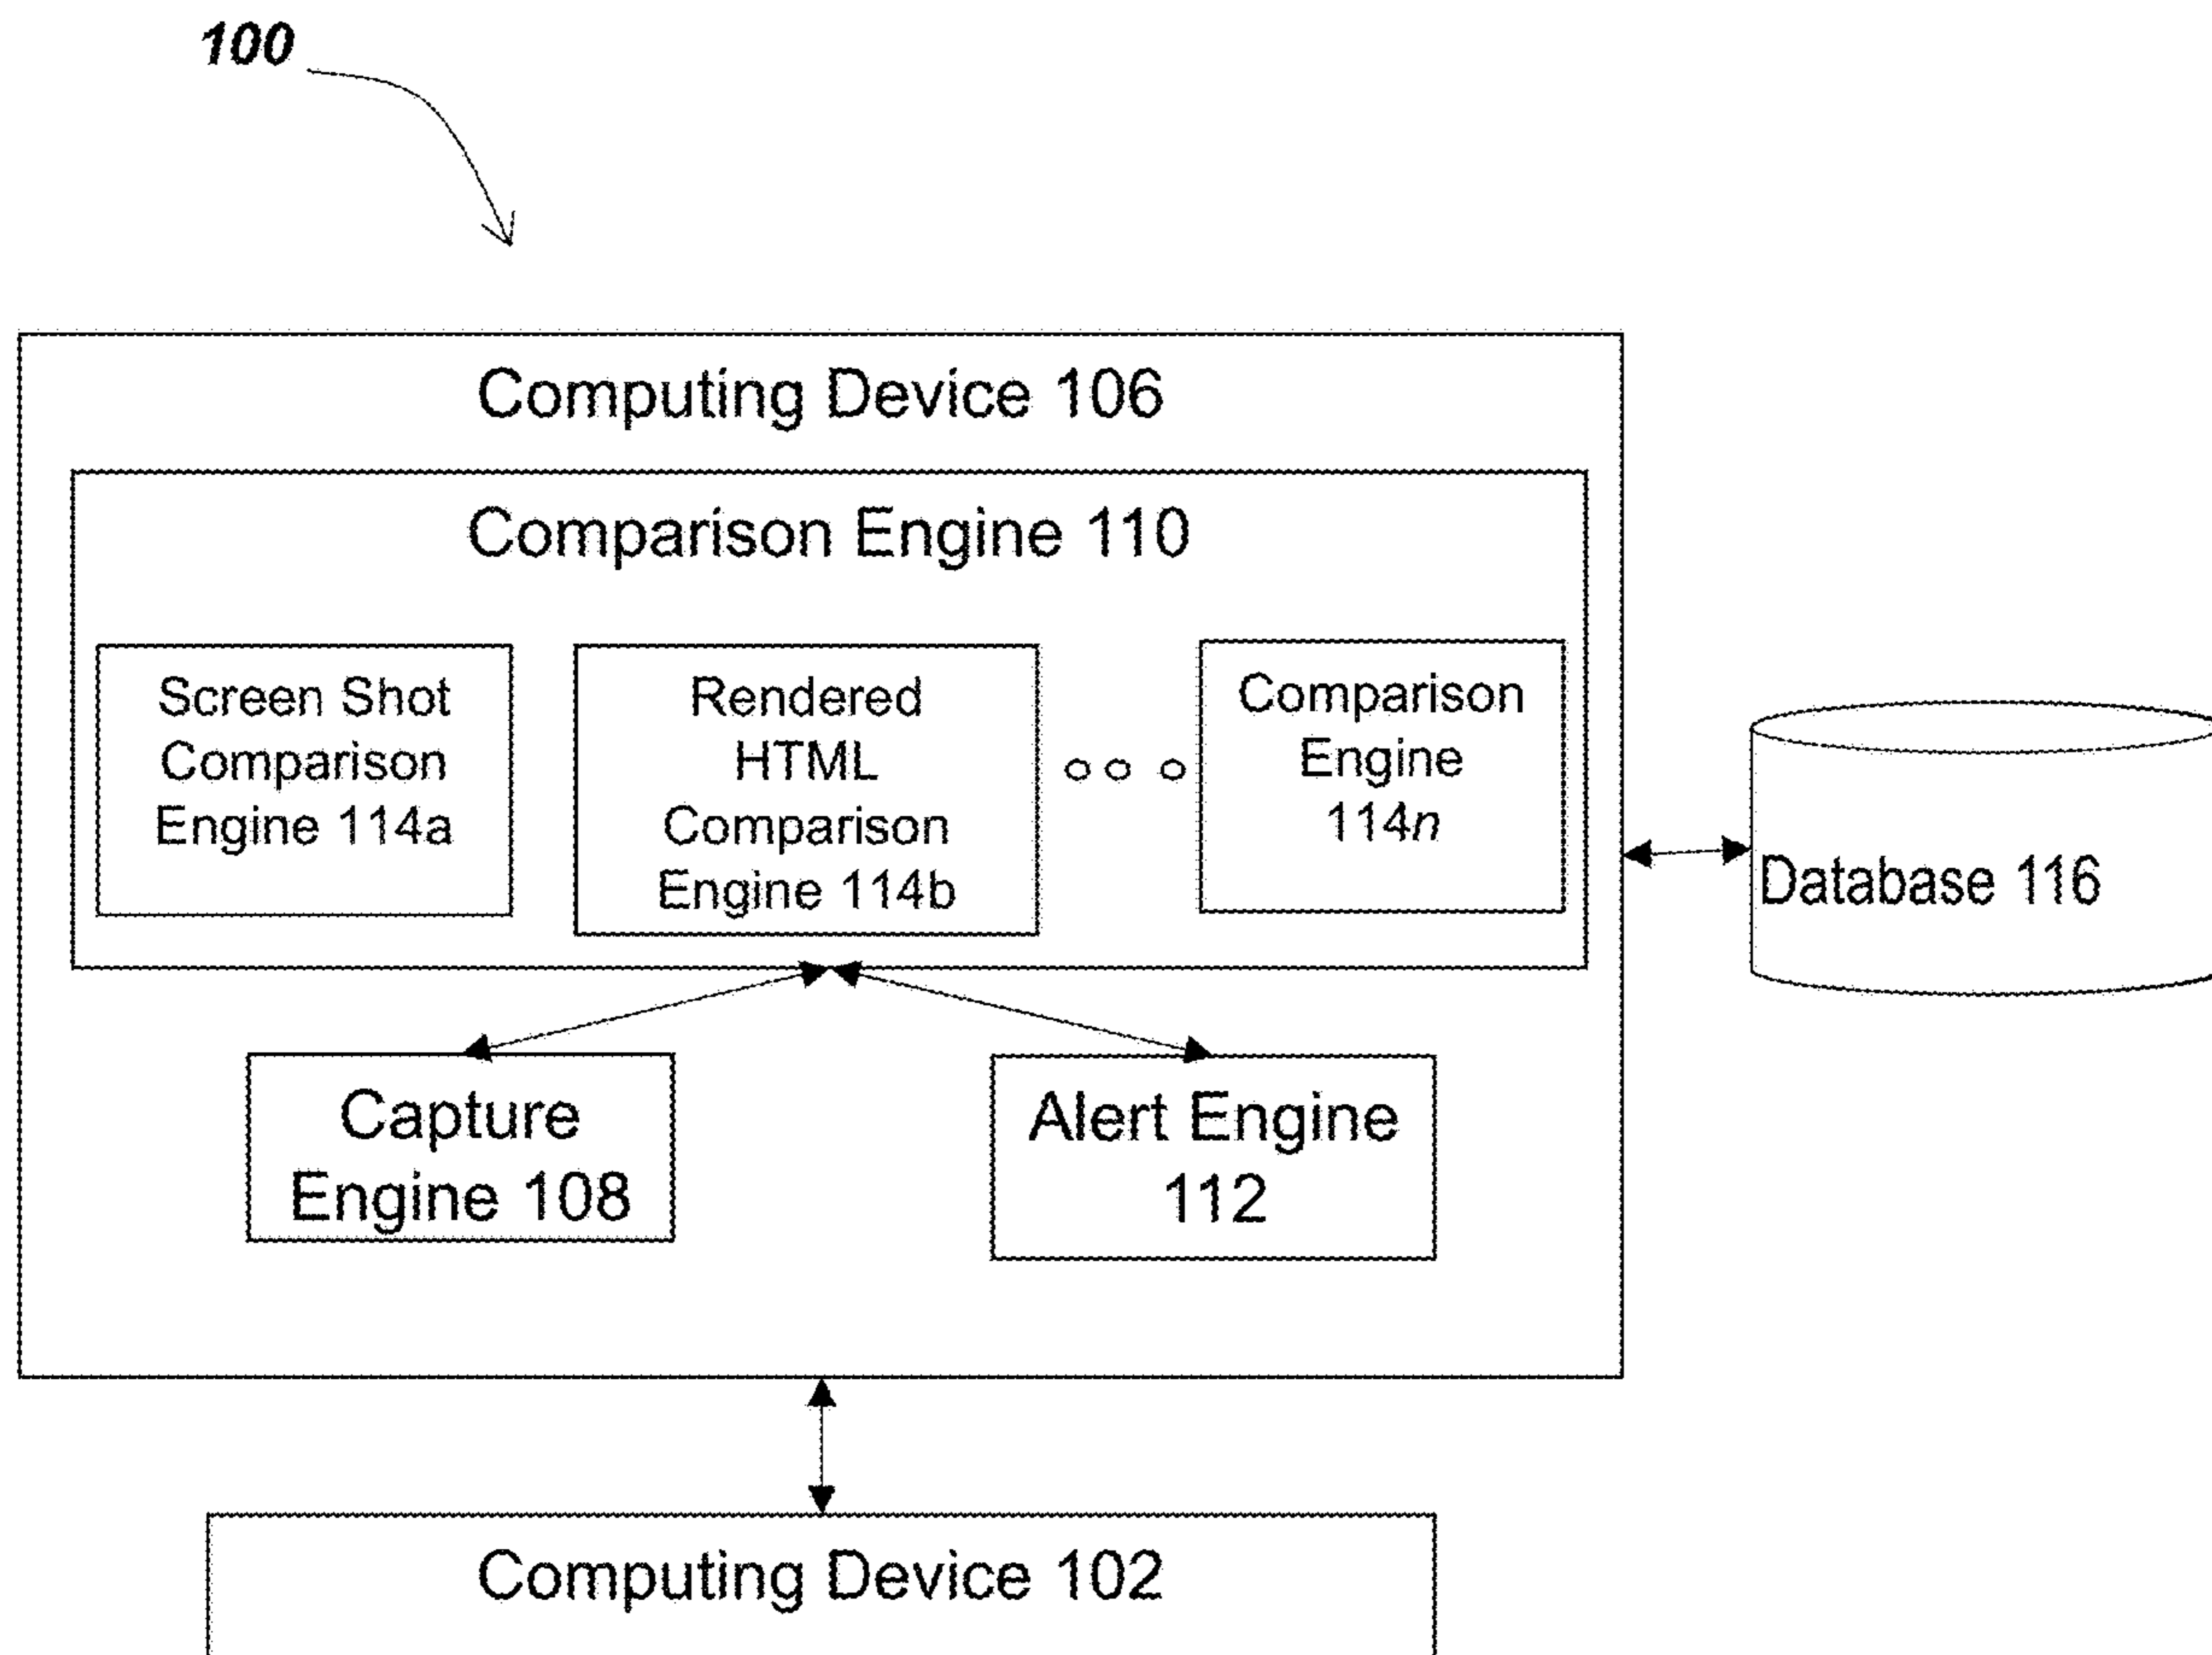 100
Computing Device 106
Comparison Engine 110
Screen Shot
Comparison
Engine 114a
Rendered
HTML
Comparison
Engine 114b
Comparison
Engine
114n
Database 116
Capture
Engine 108
Alert Engine
112
Computing Device 102